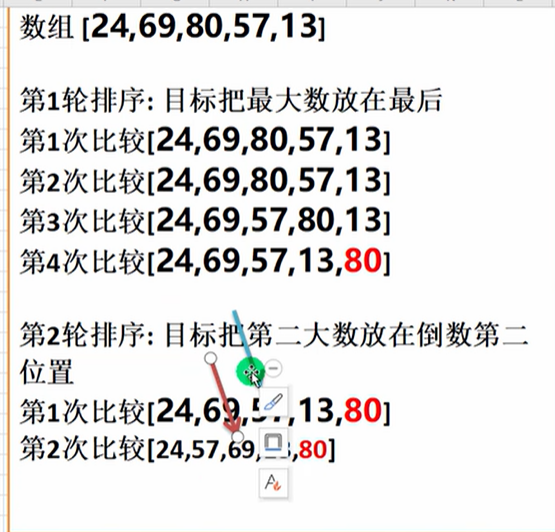 数组 [24,69,80,57,13]
第1轮排序: 目标把最大数放在最后
第1次比较[24,69,80,57,13]
第2次比较[24,69,80,57,13]
第3次比较[24,69,57,80,13]
第4次比较[24,69,57,13,80]
第2轮排序: 目标把第二大数放在倒数第二
位置
第1次比较[24,69,57,13,80]
第2次比较[24,57,69,13,80]